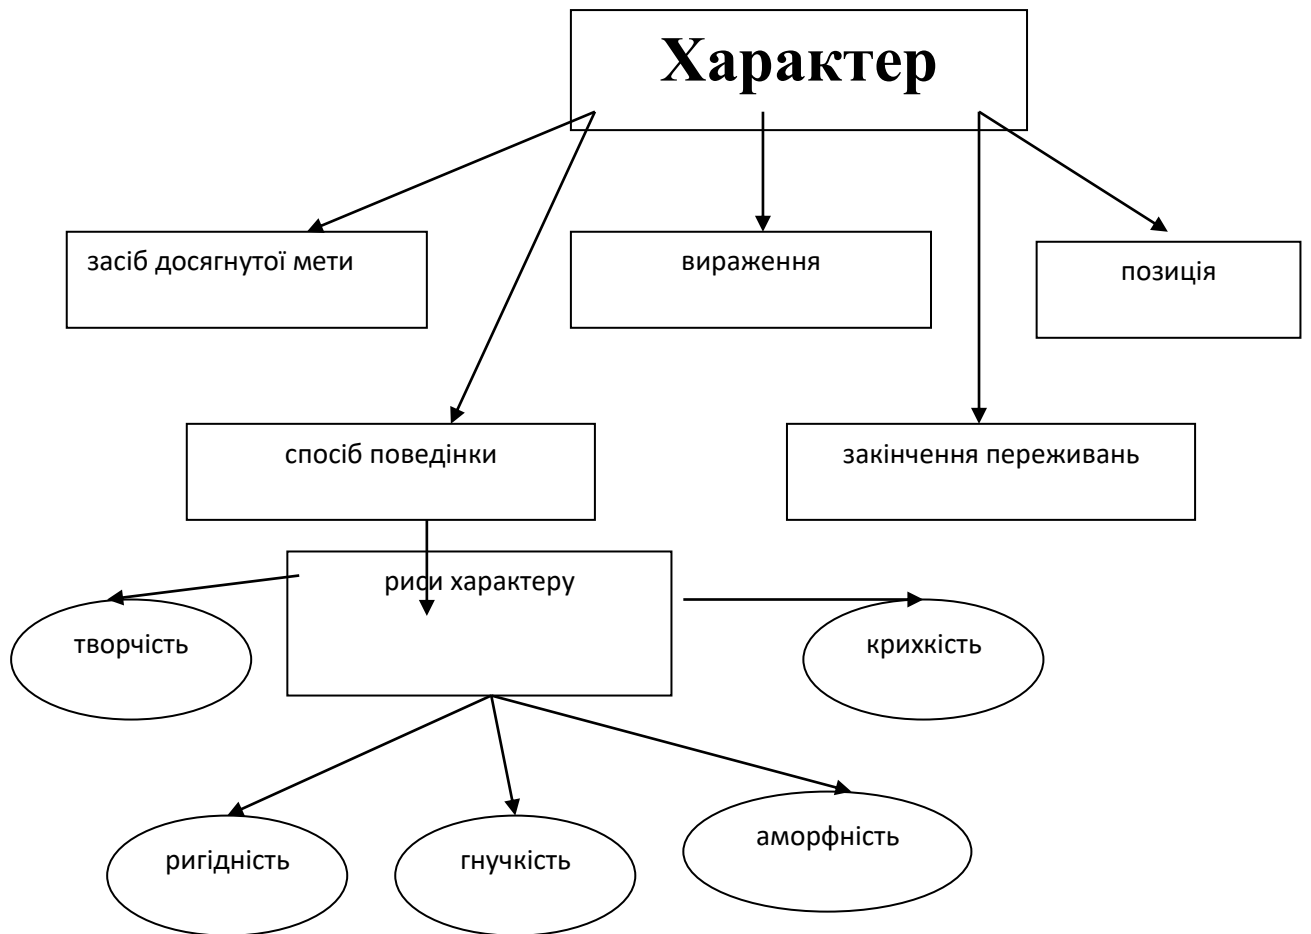 Характер
засіб досягнутої мети
вираження
позиція
спосіб поведінки
закінчення переживань
риси характеру
творчість
крихкість
ригідність
гнучкість
аморфність